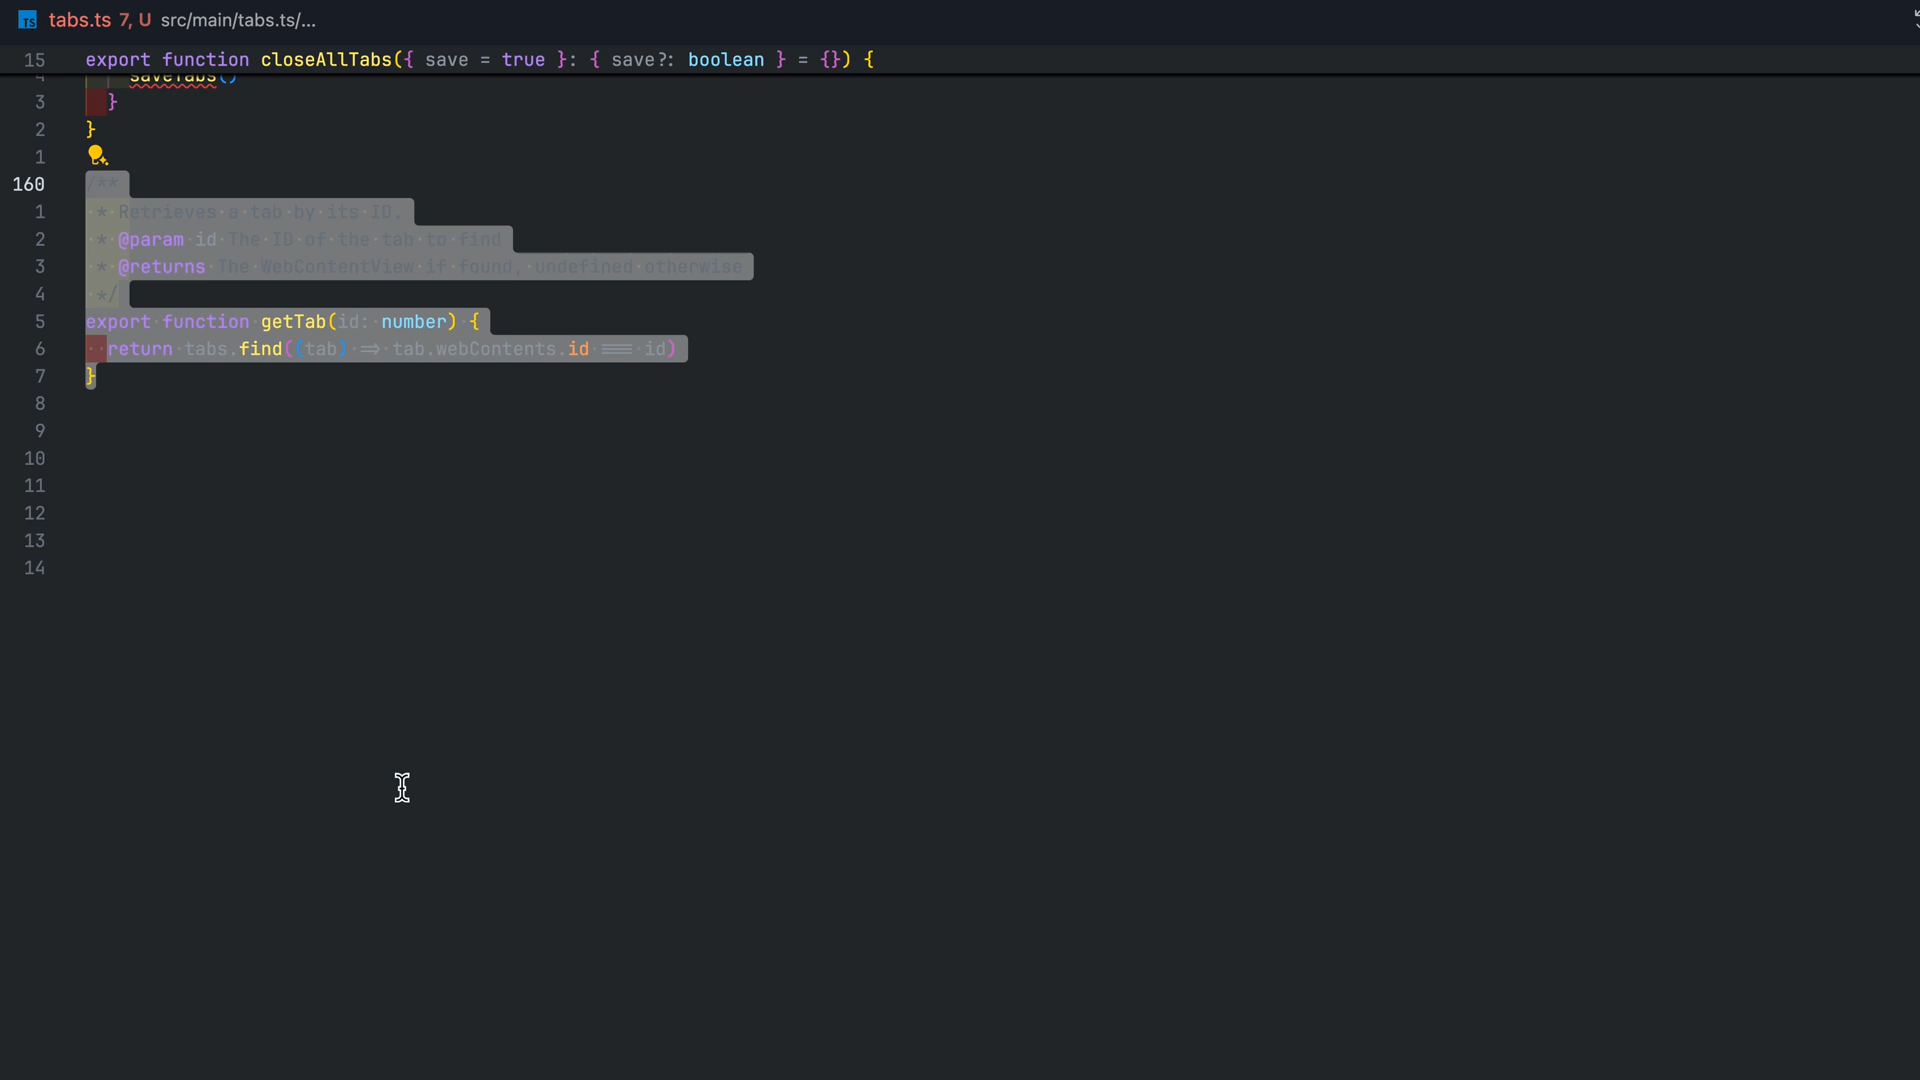 TS tabs.ts 7, U src/main/tabs.ts/...
15 export function closeAllTabs({ save = true }: { save?: boolean } = {}) {
4 saveTabs()
3 }
2 }
1
160 /**
1 * Retrieves a tab by its ID.
2 * @param id The ID of the tab to find
3 * @returns The WebContentView if found, undefined otherwise
4 */
5 export function getTab(id: number) {
6 return tabs.find((tab) => tab.webContents.id === id)
7 }
8
9
10
11
12
13
14